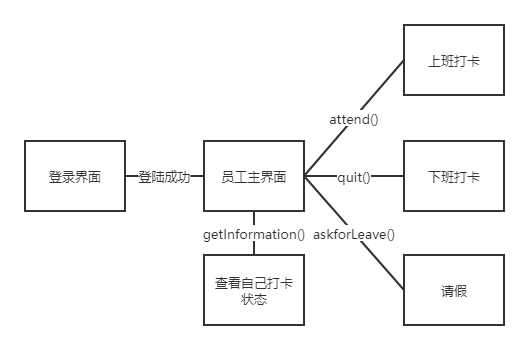 上班打卡
attend()
登录界面
登陆成功
员工主界面
quit()
下班打卡
getInformation()
askforLeave()
查看自己打卡
状态
请假